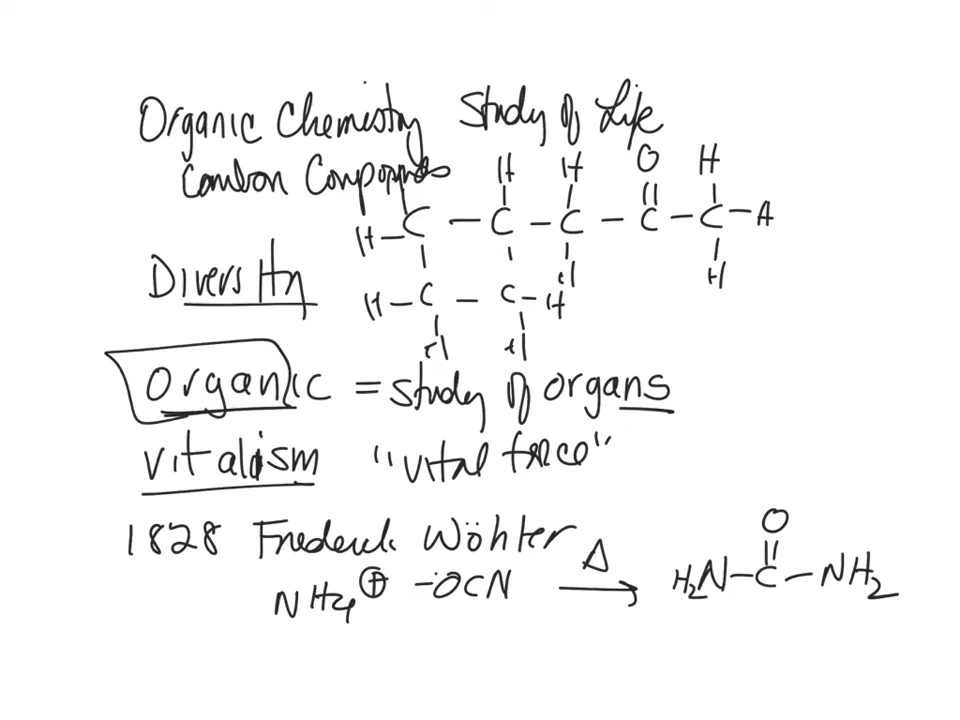 Organic Chemistry Study of Life
Carbon Compounds
H H O H
H – C – C – C – C – C – H
H H
H – C – C – H
H H
Diversity
Organic = study of organs
vitalism "vital force"
1828 Frederick Wöhler
NH4⊕ –OCN Δ → H2N–C–NH2
O